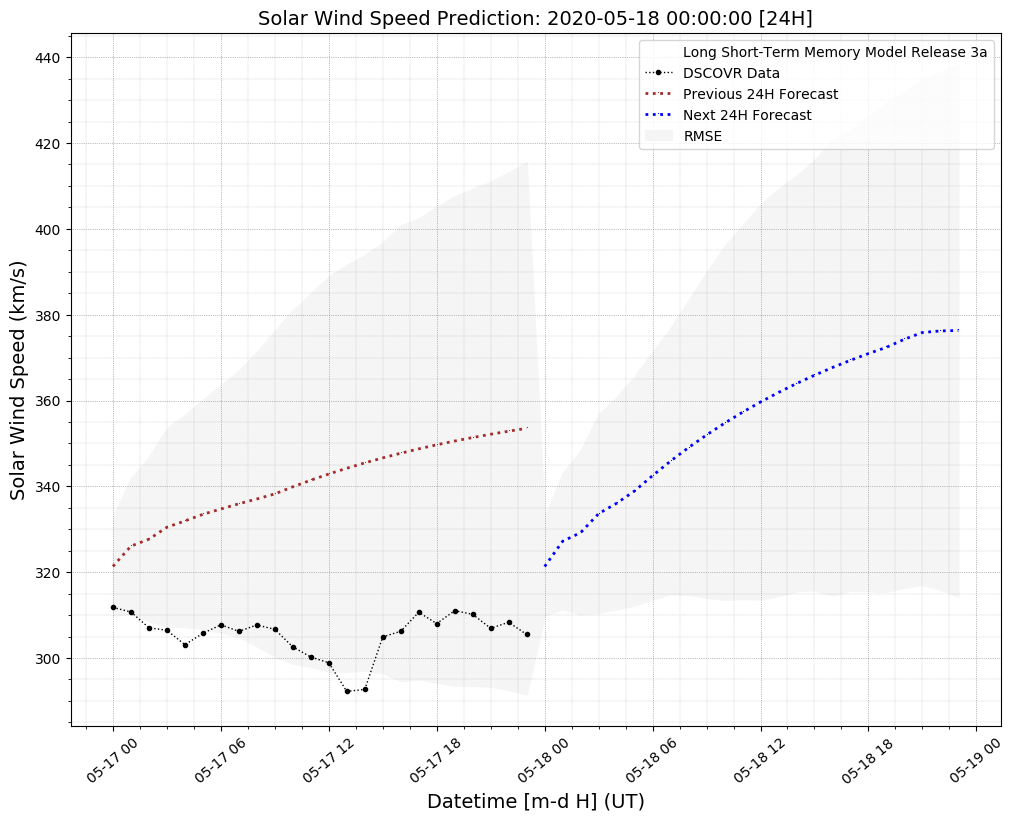 Solar Wind Speed Prediction: 2020-05-18 00:00:00 [24H]
Long Short-Term Memory Model Release 3a
DSCOVR Data
Previous 24H Forecast
Next 24H Forecast
RMSE
Solar Wind Speed (km/s)
440
420
400
380
360
340
320
300
05-17 00
05-17 06
05-17 12
05-17 18
05-18 00
05-18 06
05-18 12
05-18 18
05-19 00
Datetime [m-d H] (UT)